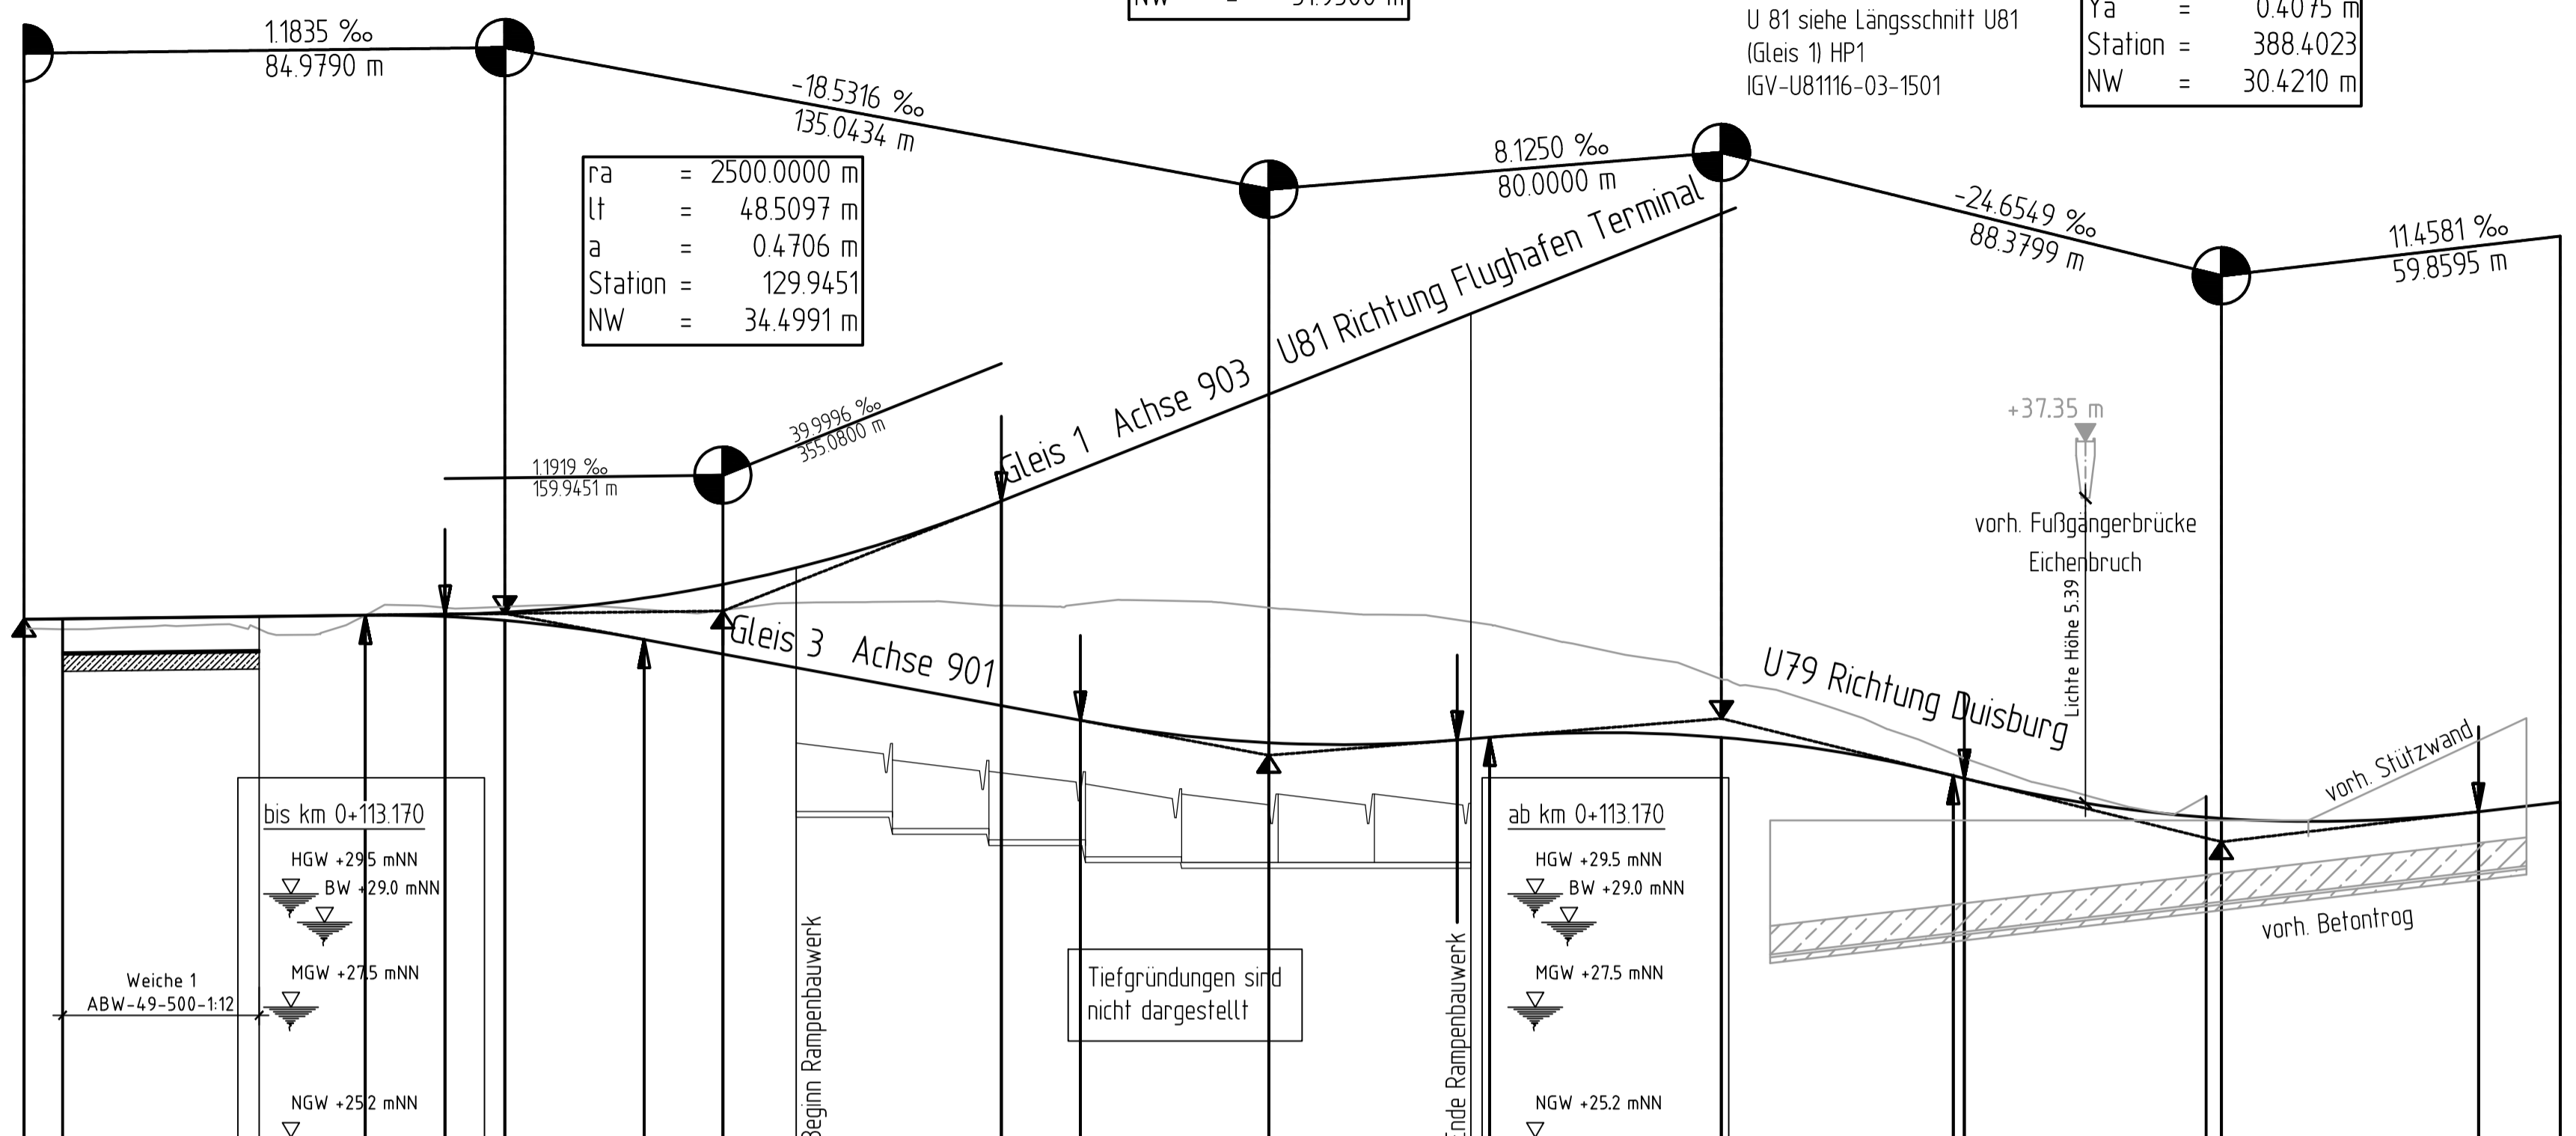 U 81 siehe Längsschnitt U81
(Gleis 1) HP1
IGV-U81116-03-1501
Ya = 0.4075 m
Station = 388.4023
NW = 30.4210 m
1.1835 ‰
84.9790 m
-18.5316 ‰
135.0434 m
8.1250 ‰
80.0000 m
-24.6549 ‰
88.3799 m
11.4581 ‰
59.8595 m
ra = 2500.0000 m
lt = 48.5097 m
a = 0.4706 m
Station = 129.9451
NW = 34.4991 m
1.1919 ‰
159.9451 m
39.9996 ‰
355.0800 m
Gleis 1 Achse 903 U81 Richtung Flughafen Terminal
+37.35 m
vorh. Fußgängerbrücke
Eichenbruch
Lichte Höhe 5.39
Gleis 3 Achse 901
U79 Richtung Duisburg
vorh. Stützwand
vorh. Betontrog
bis km 0+113.170
HGW +29.5 mNN
BW +29.0 mNN
MGW +27.5 mNN
NGW +25.2 mNN
Weiche 1
ABW-49-500-1:12
Beginn Rampenbauwerk
Tiefgründungen sind
nicht dargestellt
Ende Rampenbauwerk
ab km 0+113.170
HGW +29.5 mNN
BW +29.0 mNN
MGW +27.5 mNN
NGW +25.2 mNN